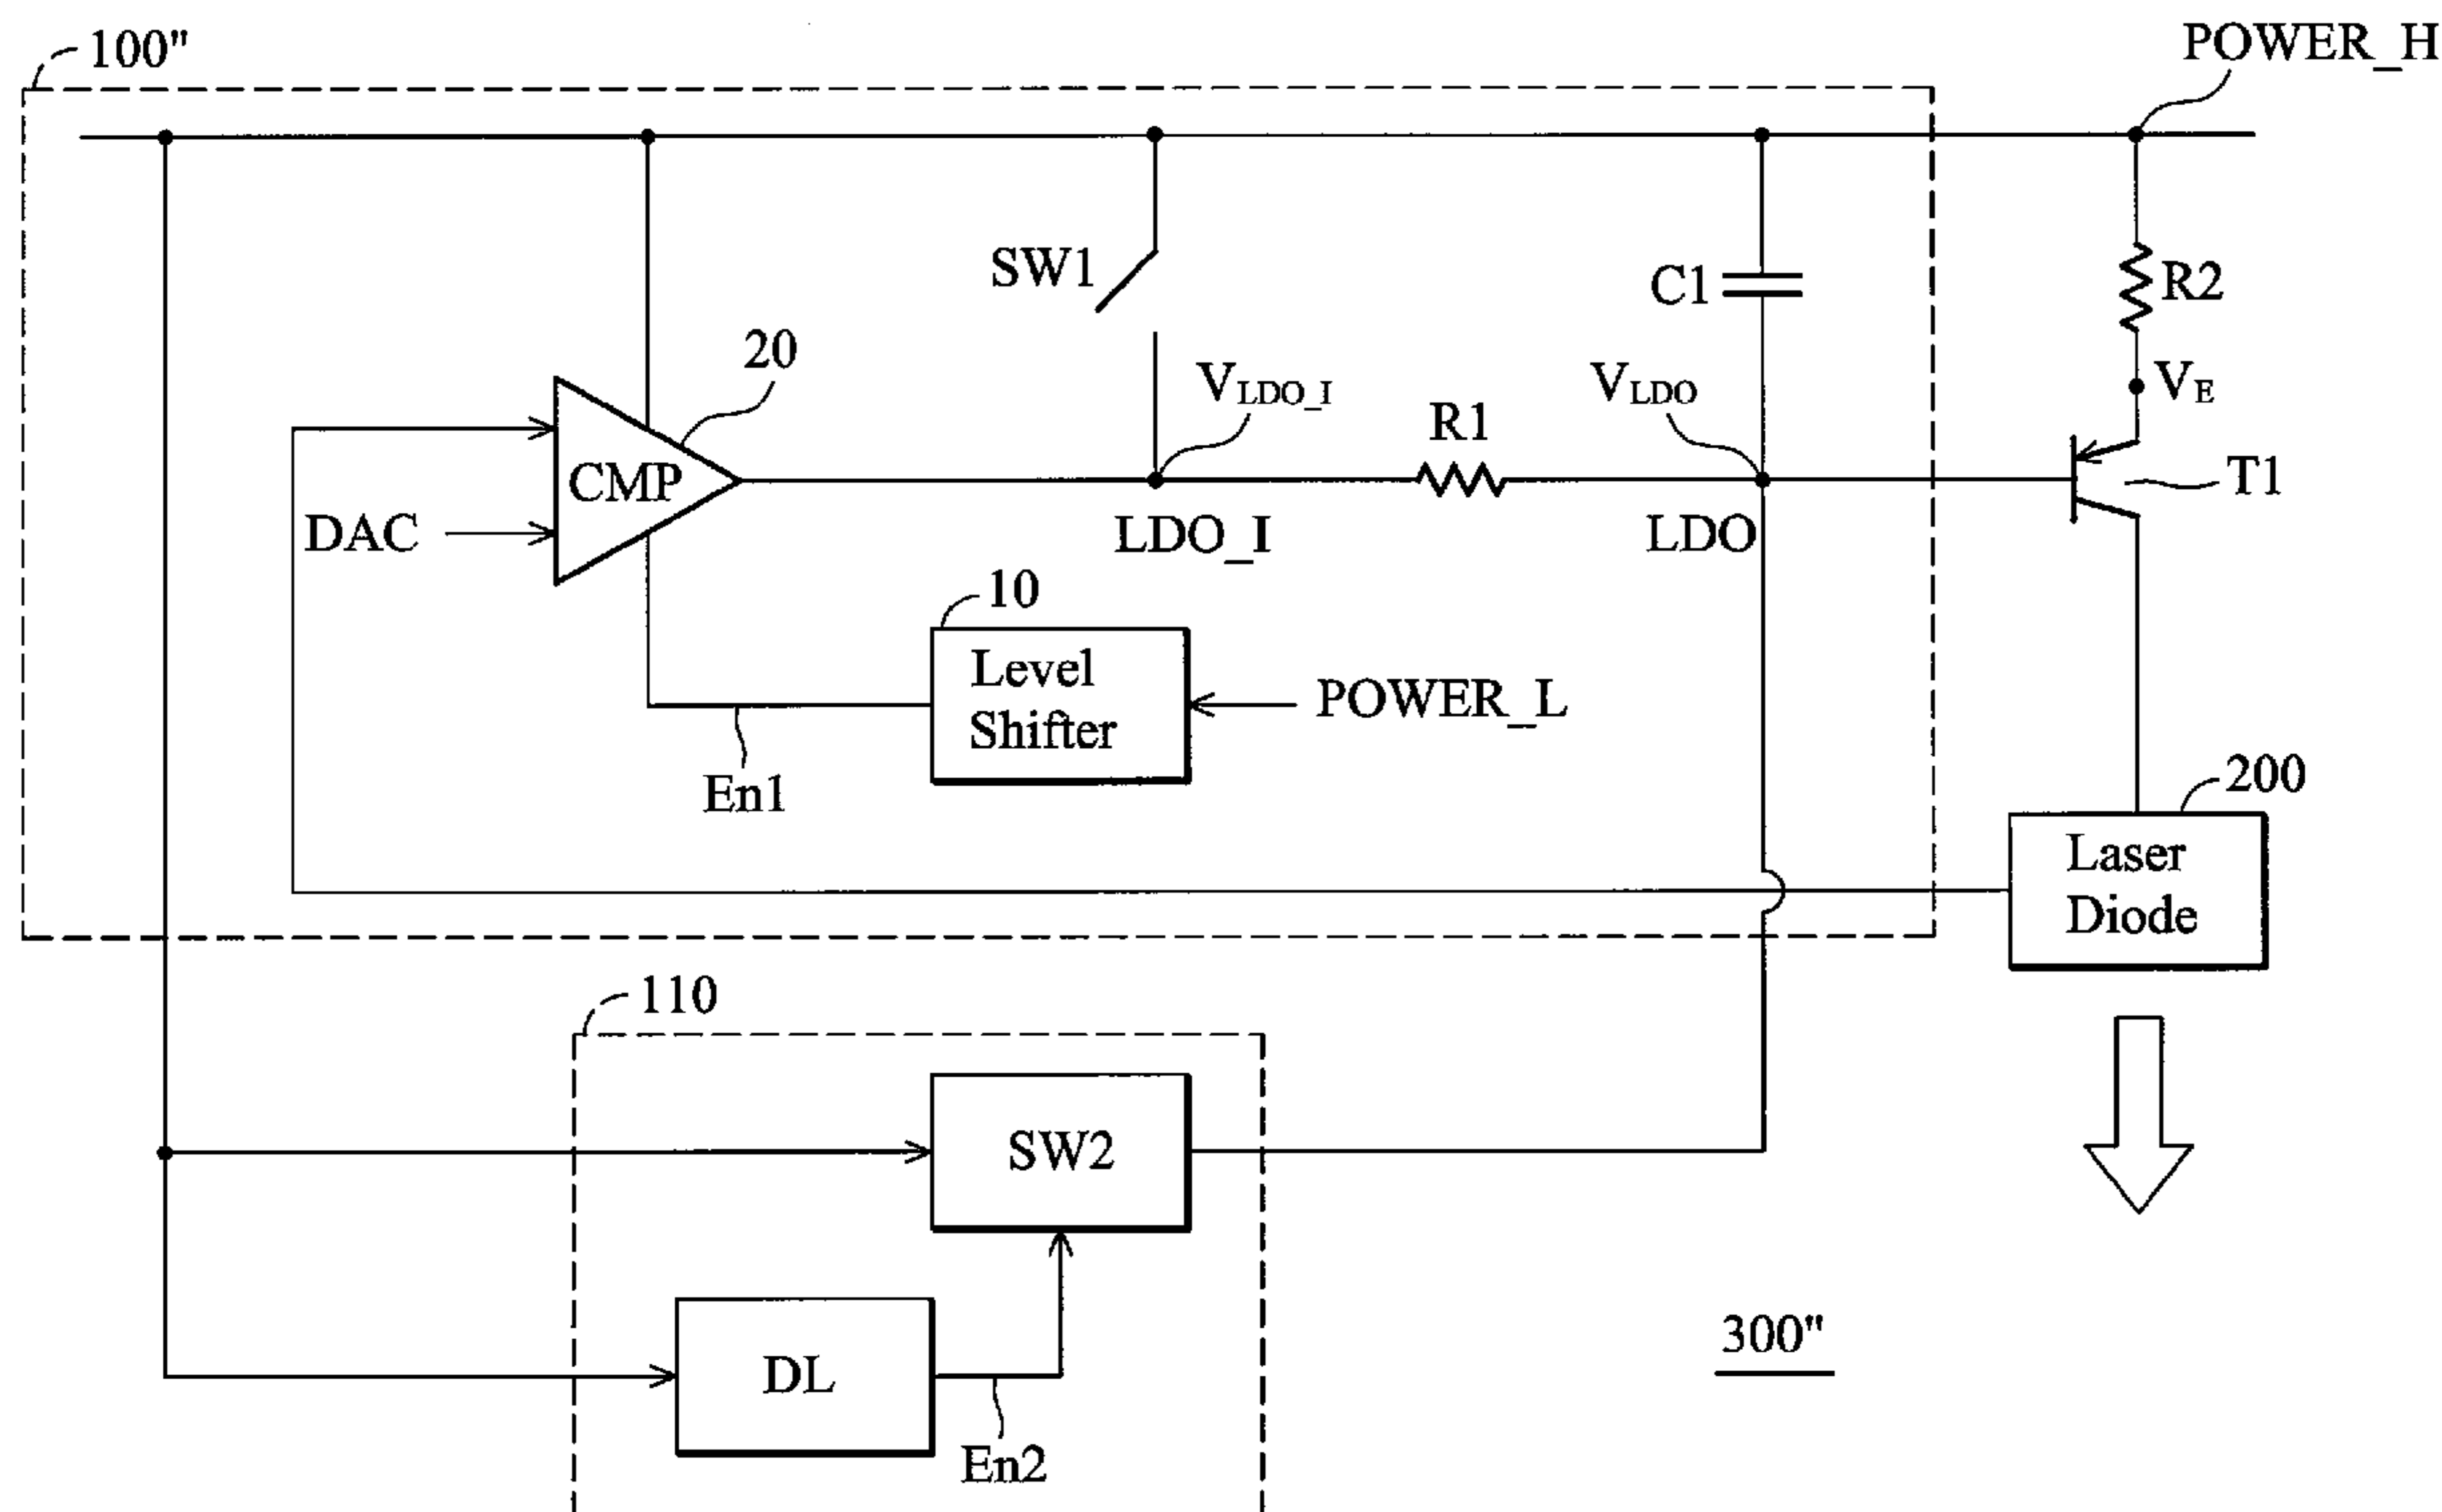 100"
POWER_H
SW1
C1
R2
20
VLDO_I
VLDO
VE
R1
CMP
T1
DAC
LDO_I
LDO
10
Level
Shifter
POWER_L
En1
200
Laser
Diode
110
SW2
300"
DL
En2